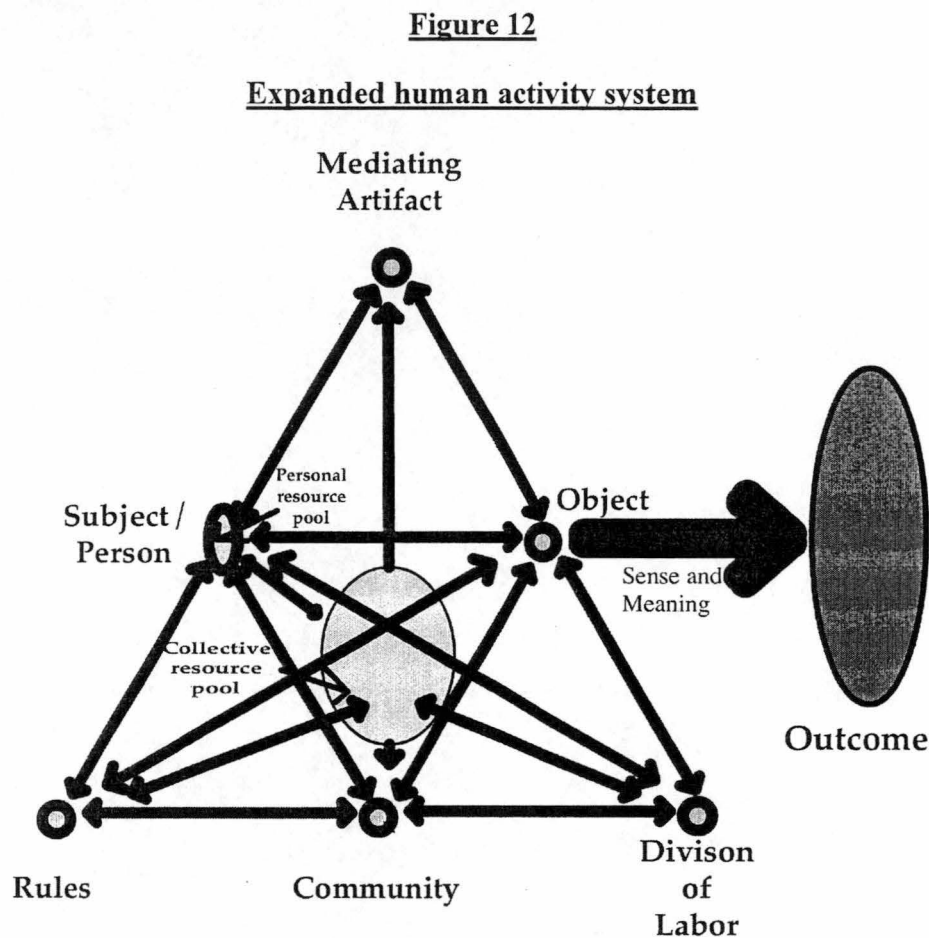 Figure 12
Expanded human activity system
Mediating
Artifact
Personal
resource
pool
Subject /
Person
Object
Sense and
Meaning
Collective
resource
pool
Outcome
Rules
Community
Divison
of
Labor